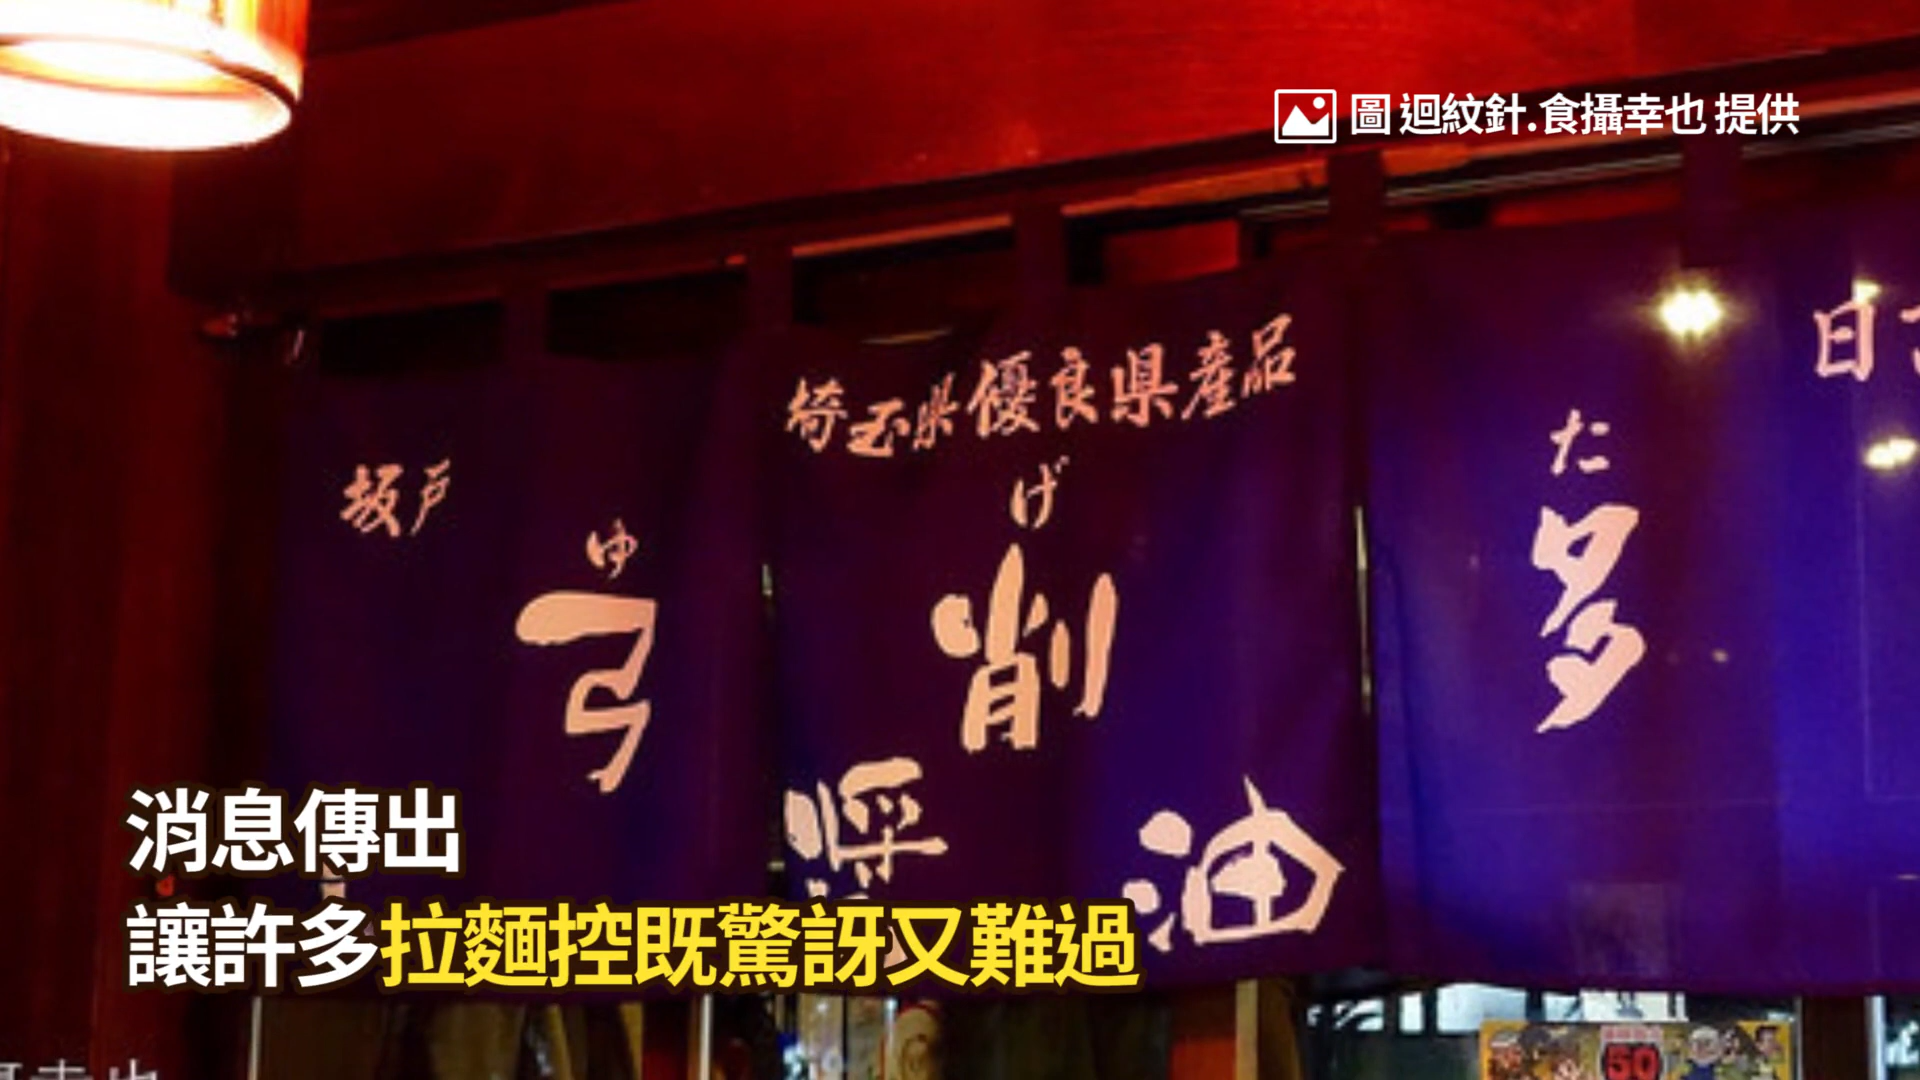 圖 迴紋針.食攝幸也 提供
坂戸
ゆ
弓
埼玉県優良県産品
げ
削
醤
油
た
多
日
消息傳出
讓許多拉麵控既驚訝又難過
50